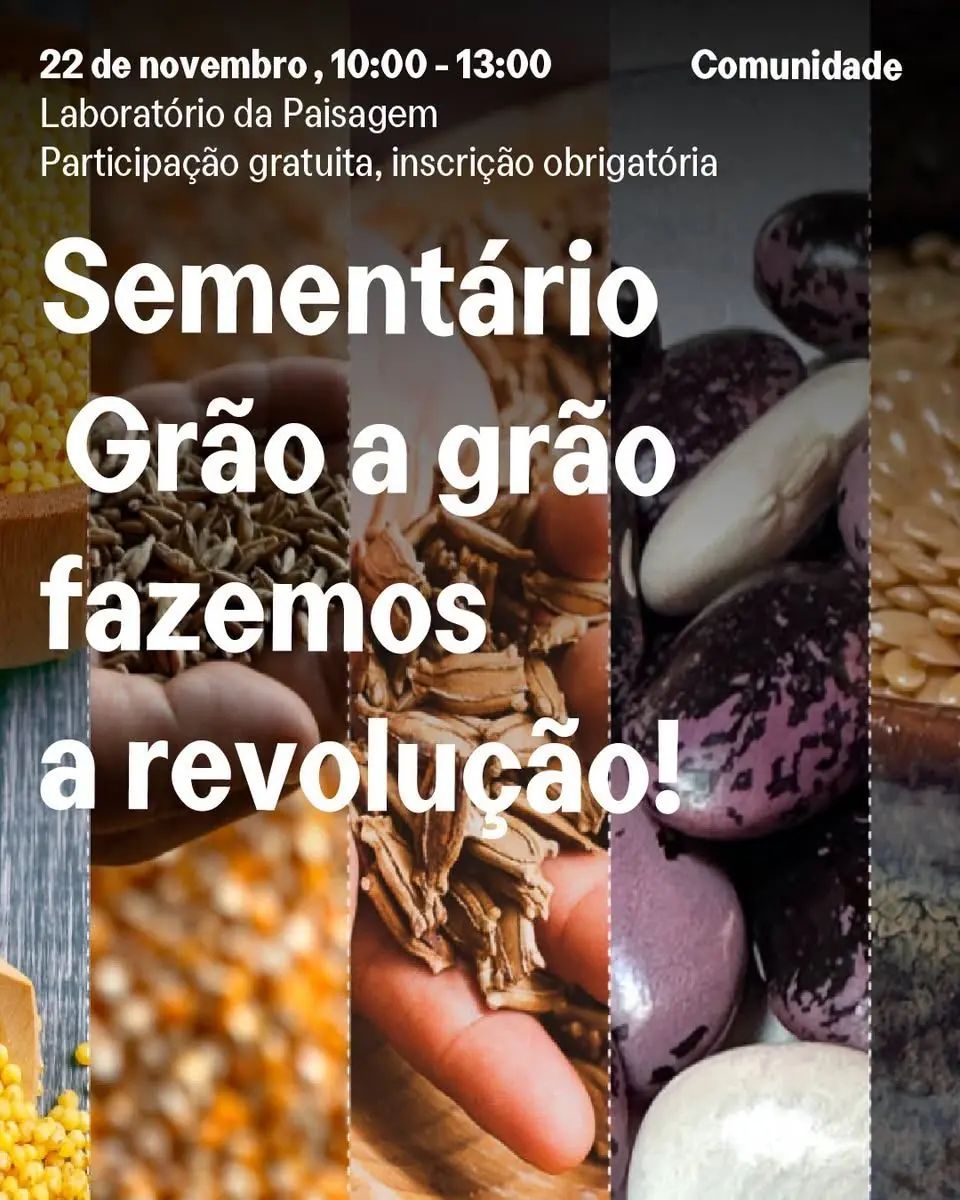 22 de novembro , 10:00 - 13:00
Comunidade
Laboratório da Paisagem
Participação gratuita, inscrição obrigatória
Sementário
Grão a grão
fazemos
a revolução!